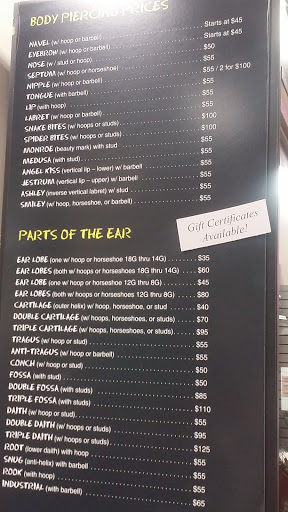 BODY PIERCING PRICES
NAVEL (w/ hoop or barbell) Starts at $45
EYEBROW (w/ hoop or barbell) Starts at $45
NOSE (w / stud or hoop) $50
SEPTUM (w/ hoop or horseshoe) $55
NIPPLE (w/ hoop or barbell) $55 / 2 for $100
TONGUE (with barbell) $55
LIP (with hoop) $55
LABRET (w/ hoop or barbell) $55
SNAKE BITES (w/ hoops or studs) $100
SPIDER BITES (w/ hoops or studs) $100
MONROE (beauty mark) with stud $55
MEDUSA (with stud) $55
ANGEL KISS (vertical lip – lower) w/ barbell $55
JESTRUM (vertical lip – upper) w/ barbell $55
ASHLEY (inverse vertical labret) w/ stud $55
SMILEY (w/ hoop, horseshoe, or barbell) $55
Gift Certificates
Available!
PARTS OF THE EAR
EAR LOBE (one w/ hoop or horseshoe 18G thru 14G) $35
EAR LOBES (both w/ hoops or horseshoes 18G thru 14G) $60
EAR LOBE (one w/ hoop or horseshoe 12G thru 8G) $45
EAR LOBES (both w/ hoops or horseshoes 12G thru 8G) $80
CARTILAGE (outer helix) w/ hoop, horseshoe, or stud $40
DOUBLE CARTILAGE (w/ hoops, horseshoes, or studs) $70
TRIPLE CARTILAGE (w/ hoops, horseshoes, or studs) $95
TRAGUS (w/ hoop or stud) $55
ANTI-TRAGUS (w/ hoop or barbell) $55
CONCH (w/ hoop or stud) $50
FOSSA (with stud) $50
DOUBLE FOSSA (with studs) $85
TRIPLE FOSSA (with studs) $110
DAITH (w/ hoop or stud) $55
DOUBLE DAITH (w/ hoops or studs) $95
TRIPLE DAITH (w/ hoops or studs) $125
ROOT (lower daith) with hoop $55
SNUG (anti-helix) with barbell $55
ROOK (with hoop) $55
INDUSTRIAL (with barbell) $65